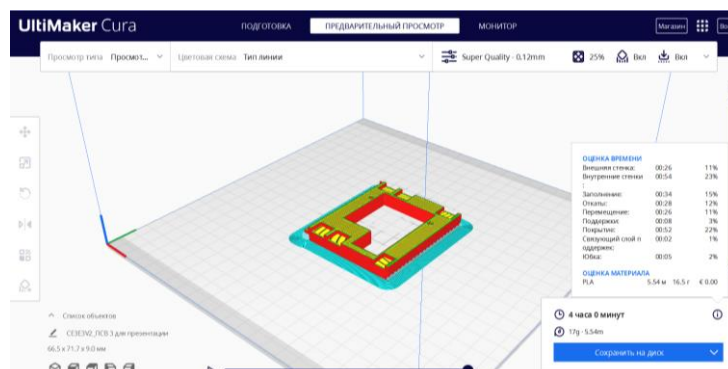 UltiMaker Cura
ПОДГОТОВКА
ПРЕДВАРИТЕЛЬНЫЙ ПРОСМОТР
МОНИТОР
Магазин
Просмотр типа Просмот...
Цветовая схема Тип линии
Super Quality - 0.12mm
25%
Вкл
Вкл
ОЦЕНКА ВРЕМЕНИ
Внешняя стенка: 00:26 11%
Внутренние стенки 00:54 23%
:
Заполнение: 00:34 15%
Откаты: 00:28 12%
Перемещение: 00:26 11%
Поддержки: 00:08 3%
Покрытие: 00:52 22%
Связующий слой п 00:02 1%
оддержек:
Юбка: 00:05 2%
ОЦЕНКА МАТЕРИАЛА
PLA 5.54 м 16.5 г € 0.00
4 часа 0 минут
17g · 5.54m
Сохранить на диск
Список объектов
для презентации
66.5 x 71.7 x 9.0 мм